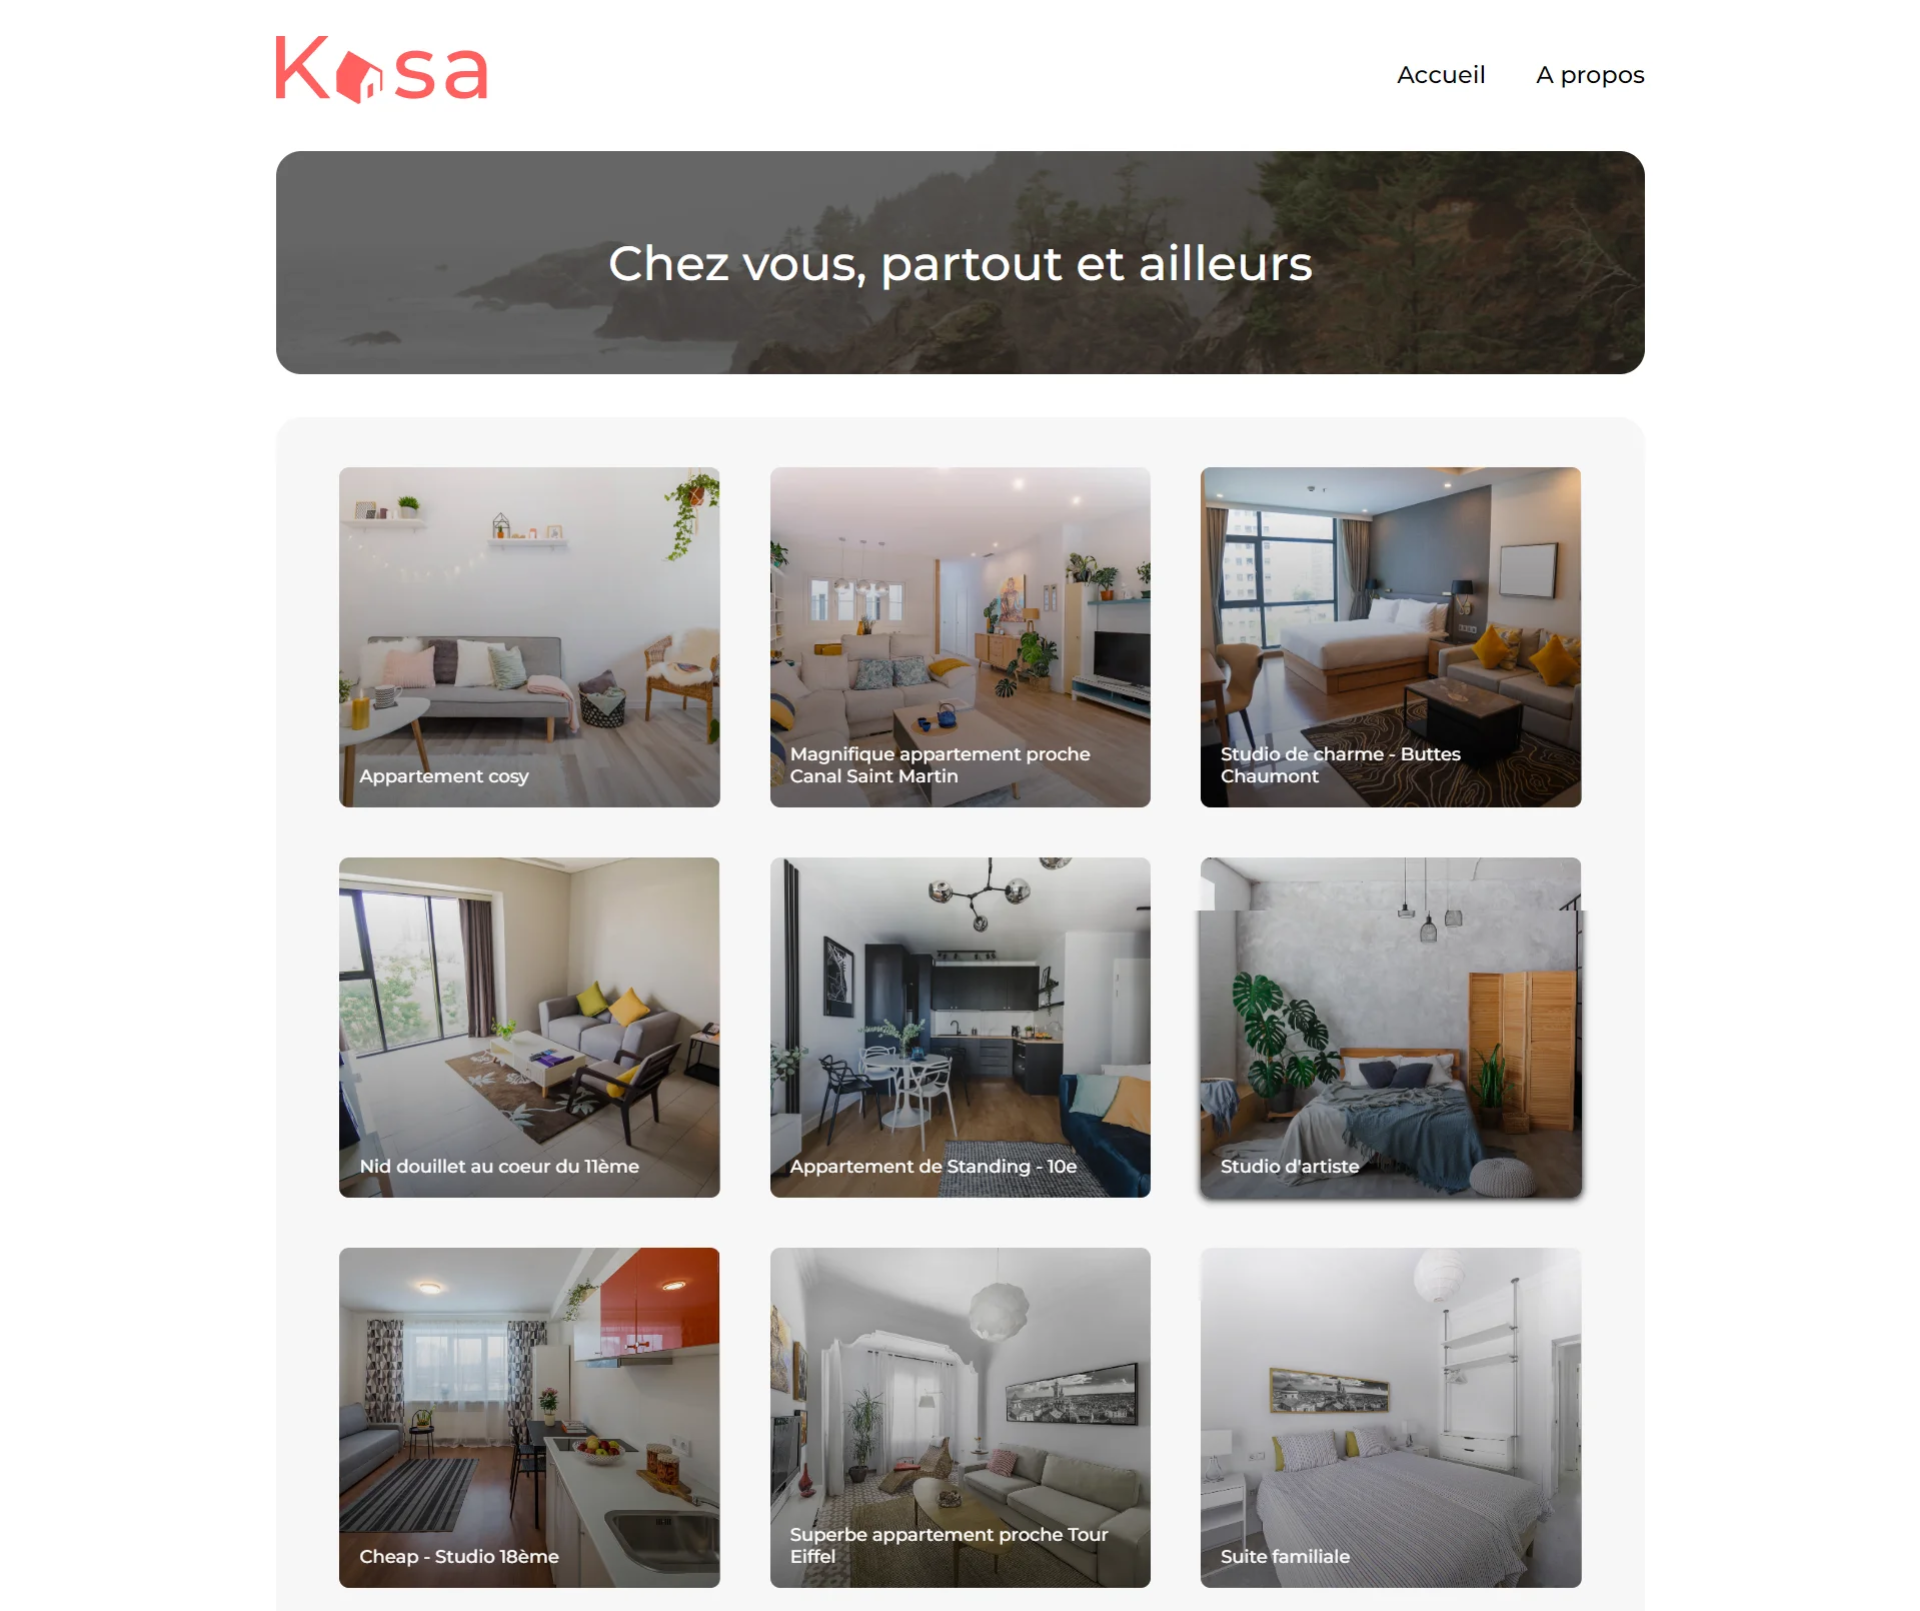 Kasa
Accueil
A propos
Chez vous, partout et ailleurs
Appartement cosy
Magnifique appartement proche
Canal Saint Martin
Studio de charme - Buttes
Chaumont
Nid douillet au coeur du 11ème
Appartement de Standing - 10e
Studio d'artiste
Cheap - Studio 18ème
Superbe appartement proche Tour
Eiffel
Suite familiale